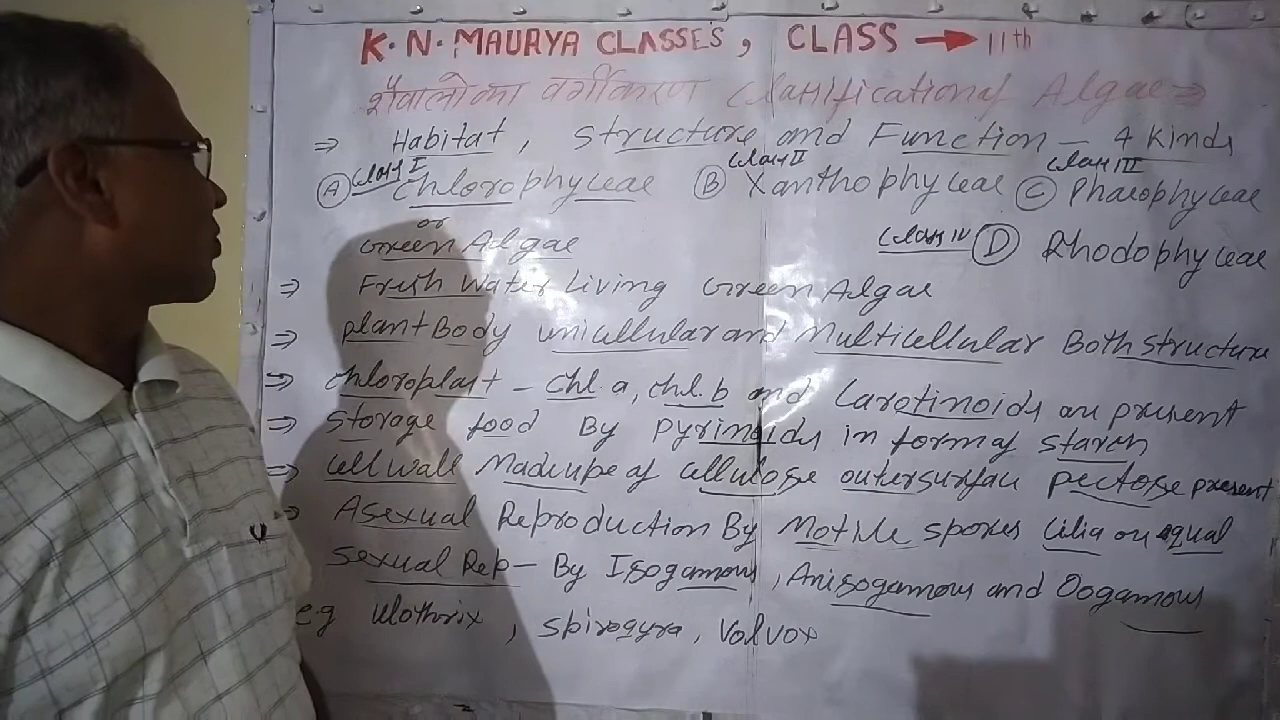 K. N. MAURYA CLASSES, CLASS → 11th
शैवालो का वर्गीकरण Classification of Algae ⇒
⇒ Habitat, Structure and Function – 4 Kinds
(A) Class I Chlorophyceae (B) Class II Xanthophyceae (C) Class III Phaeophyceae
or
Green Algae Class IV (D) Rhodophyceae
⇒ Fresh Water Living Green Algae
⇒ plant Body unicellular and Multicellular Both structure
⇒ chloroplast – chl. a, chl. b and Carotinoids are present
⇒ storage food By pyrinoids in form of starch
⇒ cell wall Made upe of cellulose outersurface pectose present
⇒ Asexual Reproduction By Motile spores cilia are equal
Sexual Rep – By Isogamous, Anisogamous and Oogamous
e.g Ulothrix, spirogyra, Volvox